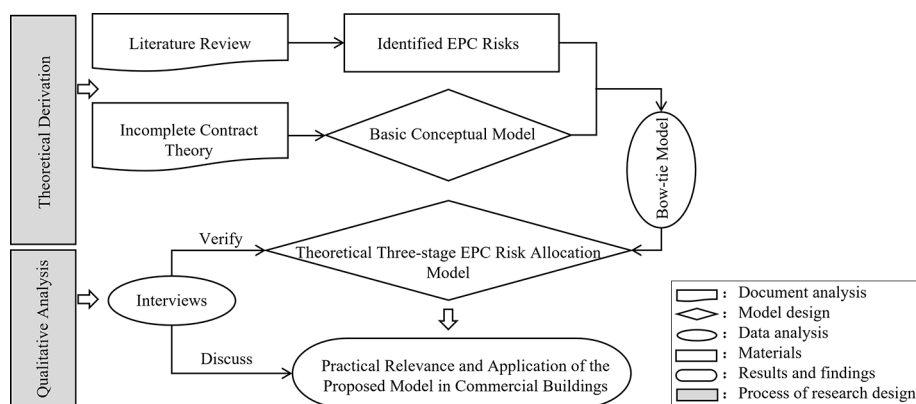 Theoretical Derivation
Literature Review
Identified EPC Risks
Incomplete Contract
Theory
Basic Conceptual Model
Bow-tie Model
Qualitative Analysis
Verify
Theoretical Three-stage EPC Risk Allocation
Model
Interviews
Discuss
Practical Relevance and Application of the
Proposed Model in Commercial Buildings
: Document analysis
: Model design
: Data analysis
: Materials
: Results and findings
: Process of research design